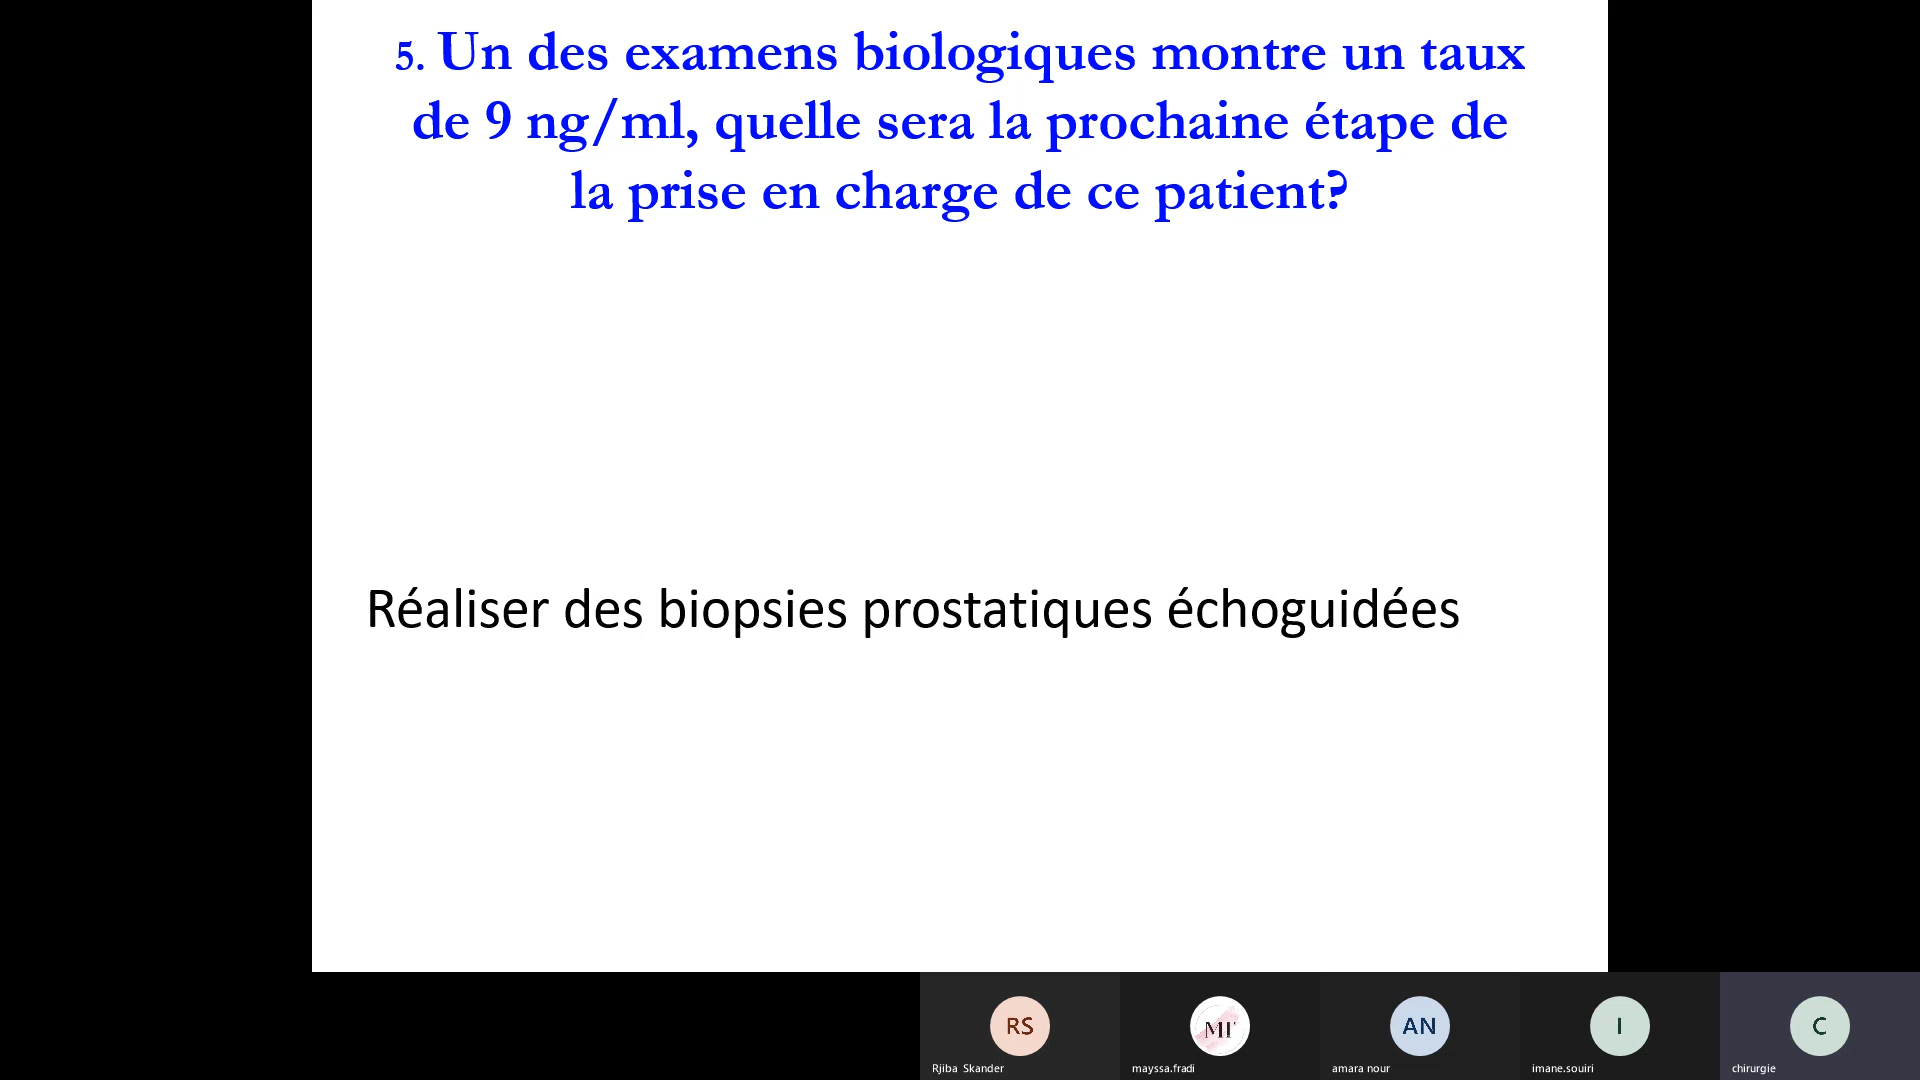 5. Un des examens biologiques montre un taux
de 9 ng/ml, quelle sera la prochaine étape de
la prise en charge de ce patient?
Réaliser des biopsies prostatiques échoguidées
RS
MF
AN
I
C
Rjiba Skander
mayssa.fradi
amara nour
imane.souiri
chirurgie